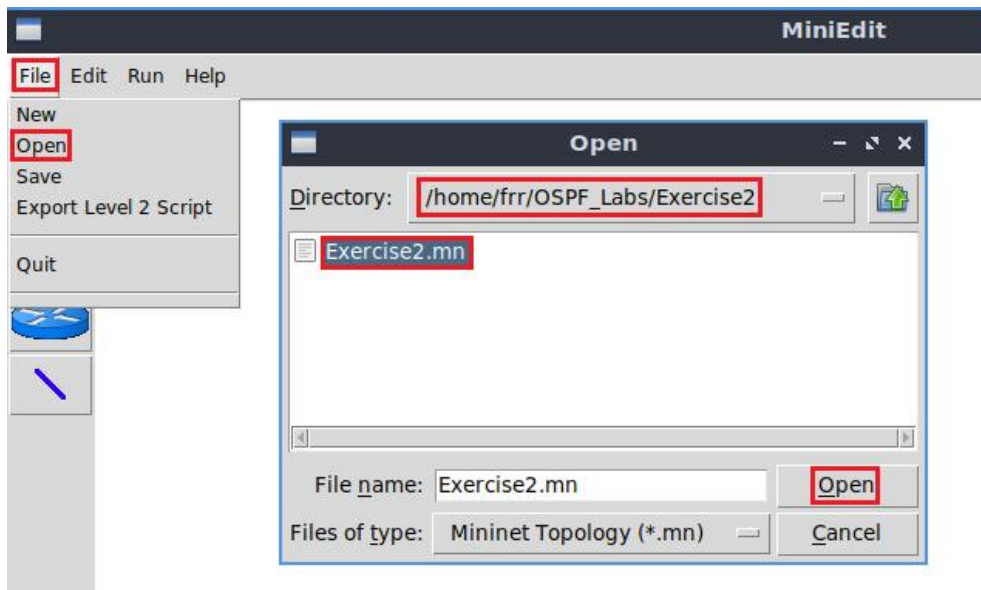 MiniEdit
File Edit Run Help
New
Open
Save
Export Level 2 Script
Quit
Open
Directory: /home/frr/OSPF_Labs/Exercise2
Exercise2.mn
File name: Exercise2.mn
Open
Files of type: Mininet Topology (*.mn)
Cancel